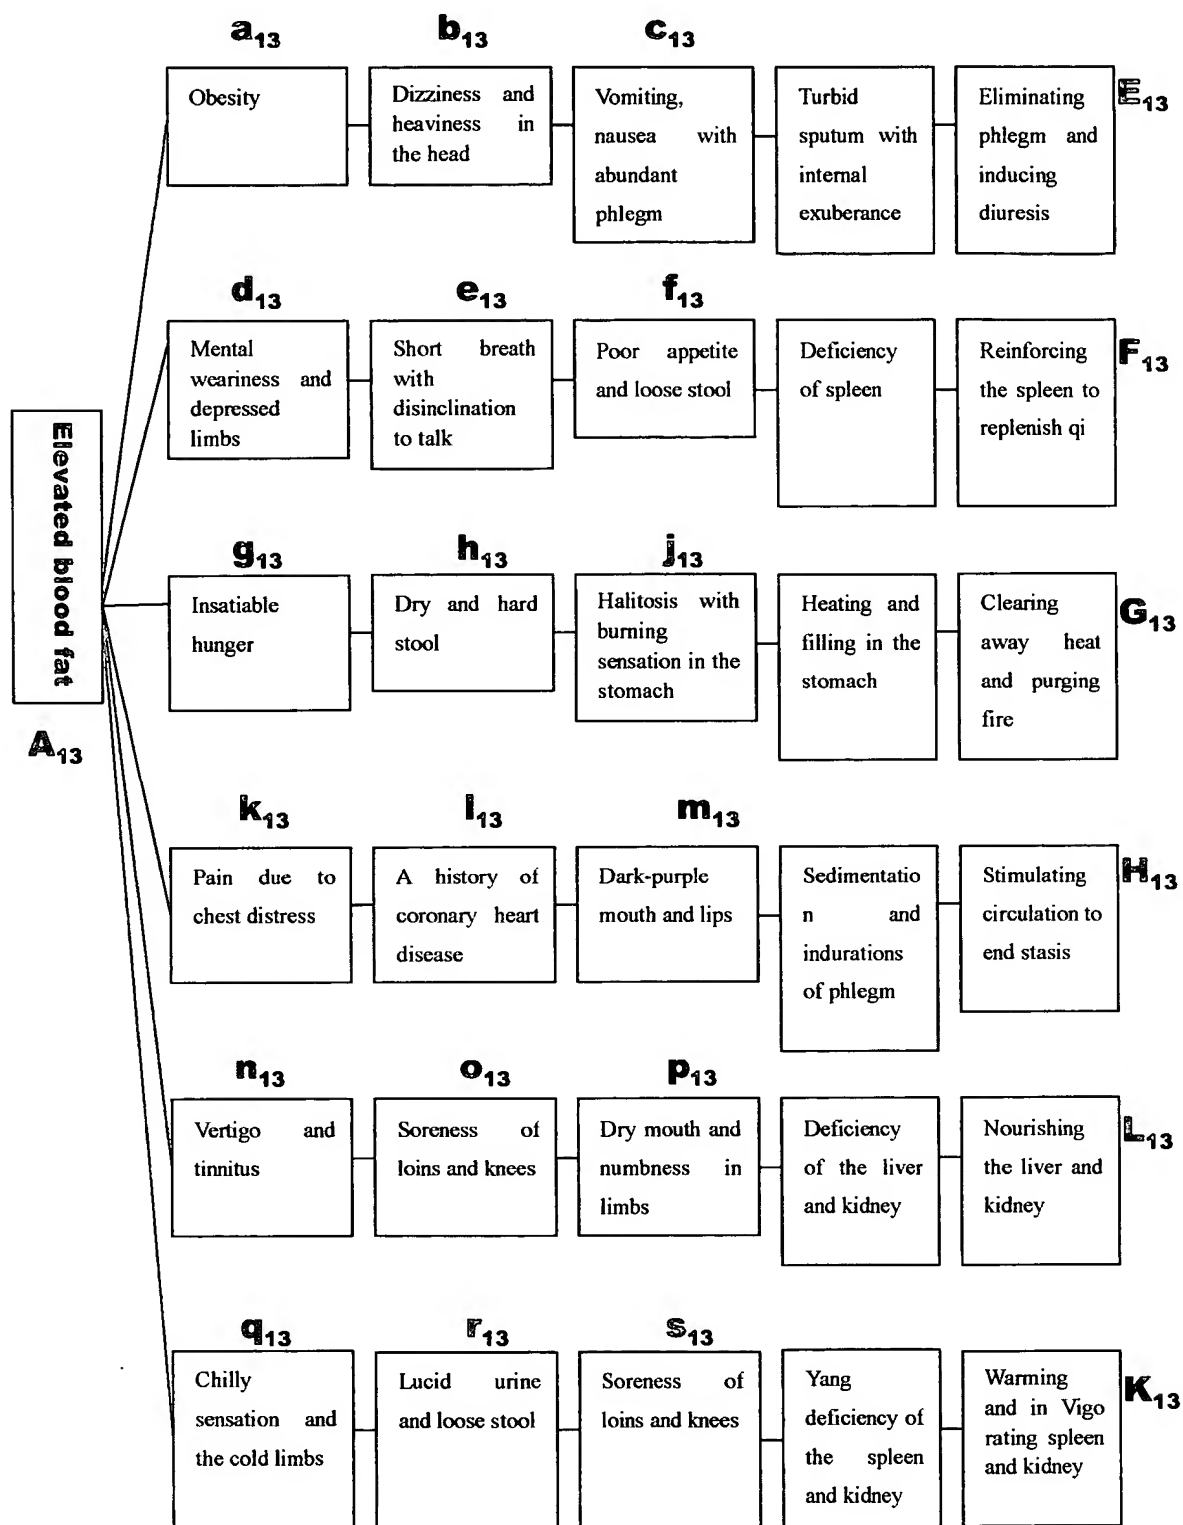 a13
b13
c13
Obesity
Dizziness and
heaviness in
the head
Vomiting,
nausea with
abundant
phlegm
Turbid
sputum with
internal
exuberance
Eliminating
phlegm and
inducing
diuresis
E13
d13
e13
f13
Mental
weariness and
depressed
limbs
Short breath
with
disinclination
to talk
Poor appetite
and loose stool
Deficiency
of spleen
Reinforcing
the spleen to
replenish qi
F13
Elevated blood fat
A13
g13
h13
j13
Insatiable
hunger
Dry and hard
stool
Halitosis with
burning
sensation in the
stomach
Heating and
filling in the
stomach
Clearing
away heat
and purging
fire
G13
k13
l13
m13
Pain due to
chest distress
A history of
coronary heart
disease
Dark-purple
mouth and lips
Sedimentatio
n and
indurations
of phlegm
Stimulating
circulation to
end stasis
H13
n13
o13
p13
Vertigo and
tinnitus
Soreness of
loins and knees
Dry mouth and
numbness in
limbs
Deficiency
of the liver
and kidney
Nourishing
the liver and
kidney
L13
q13
r13
s13
Chilly
sensation and
the cold limbs
Lucid urine
and loose stool
Soreness of
loins and knees
Yang
deficiency of
the spleen
and kidney
Warming
and in Vigo
rating spleen
and kidney
K13